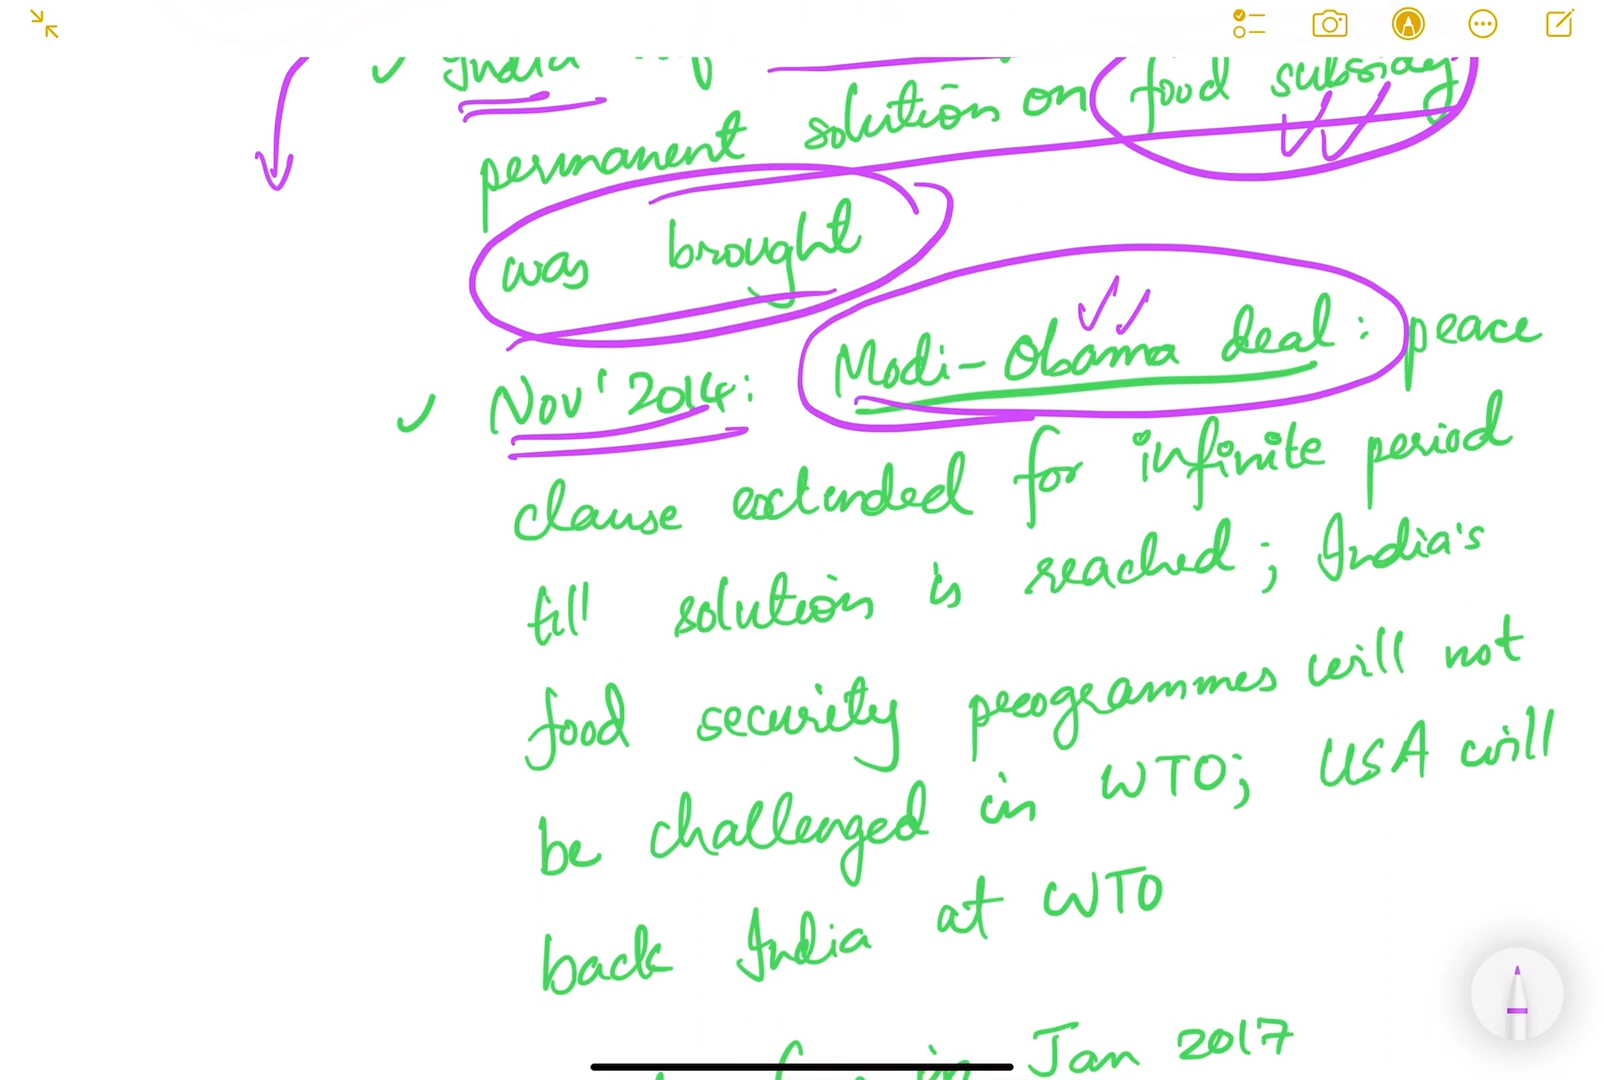 India
permanent solution on food subsidy
was brought
Nov' 2014: Modi-Obama deal: peace
clause extended for infinite period
till solution is reached; India's
food security programmes will not
be challenged in WTO; USA will
back India at WTO
in Jan 2017